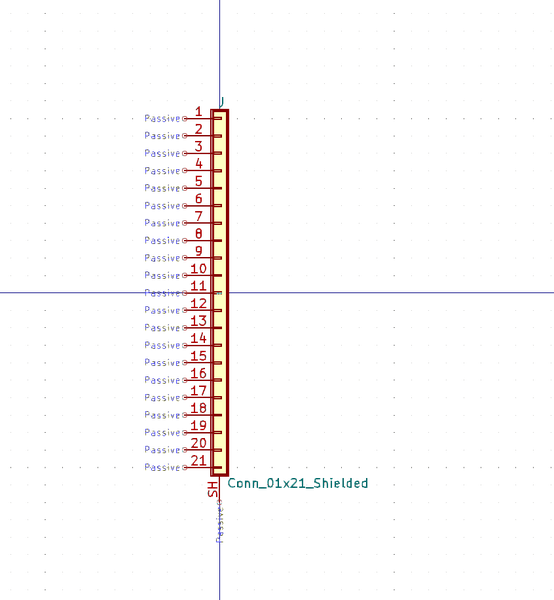 J
Passive 1
Passive 2
Passive 3
Passive 4
Passive 5
Passive 6
Passive 7
Passive 8
Passive 9
Passive 10
Passive 11
Passive 12
Passive 13
Passive 14
Passive 15
Passive 16
Passive 17
Passive 18
Passive 19
Passive 20
Passive 21
Conn_01x21_Shielded
SH
Passive